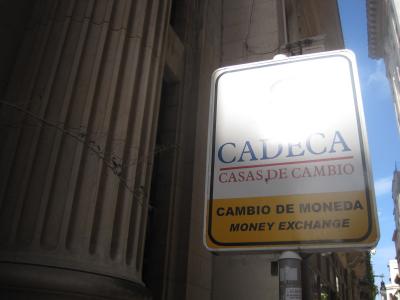 CADECA
CASAS DE CAMBIO
CAMBIO DE MONEDA
MONEY EXCHANGE